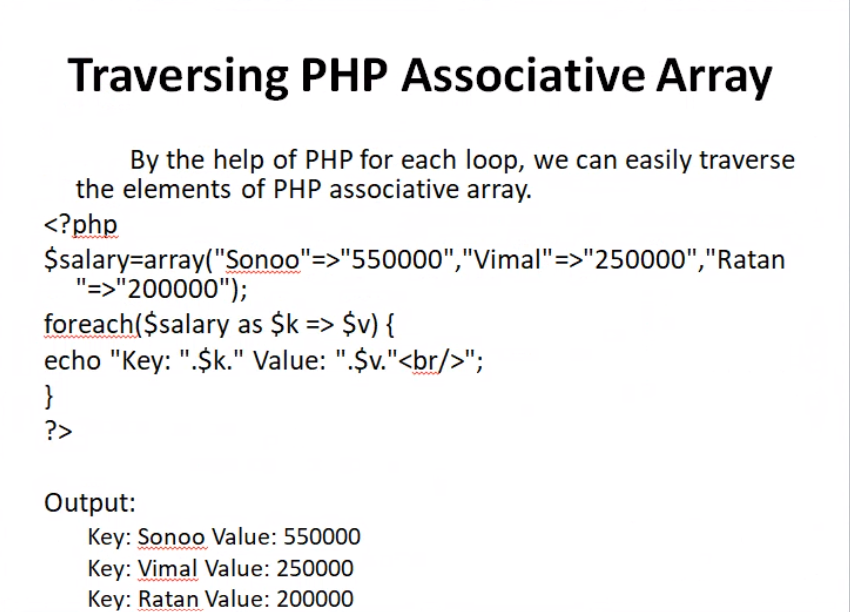 Traversing PHP Associative Array
By the help of PHP for each loop, we can easily traverse
the elements of PHP associative array.
<?php
$salary=array("Sonoo"=>"550000","Vimal"=>"250000","Ratan
"=>"200000");
foreach($salary as $k => $v) {
echo "Key: ".$k." Value: ".$v."<br/>";
}
?>
Output:
Key: Sonoo Value: 550000
Key: Vimal Value: 250000
Key: Ratan Value: 200000